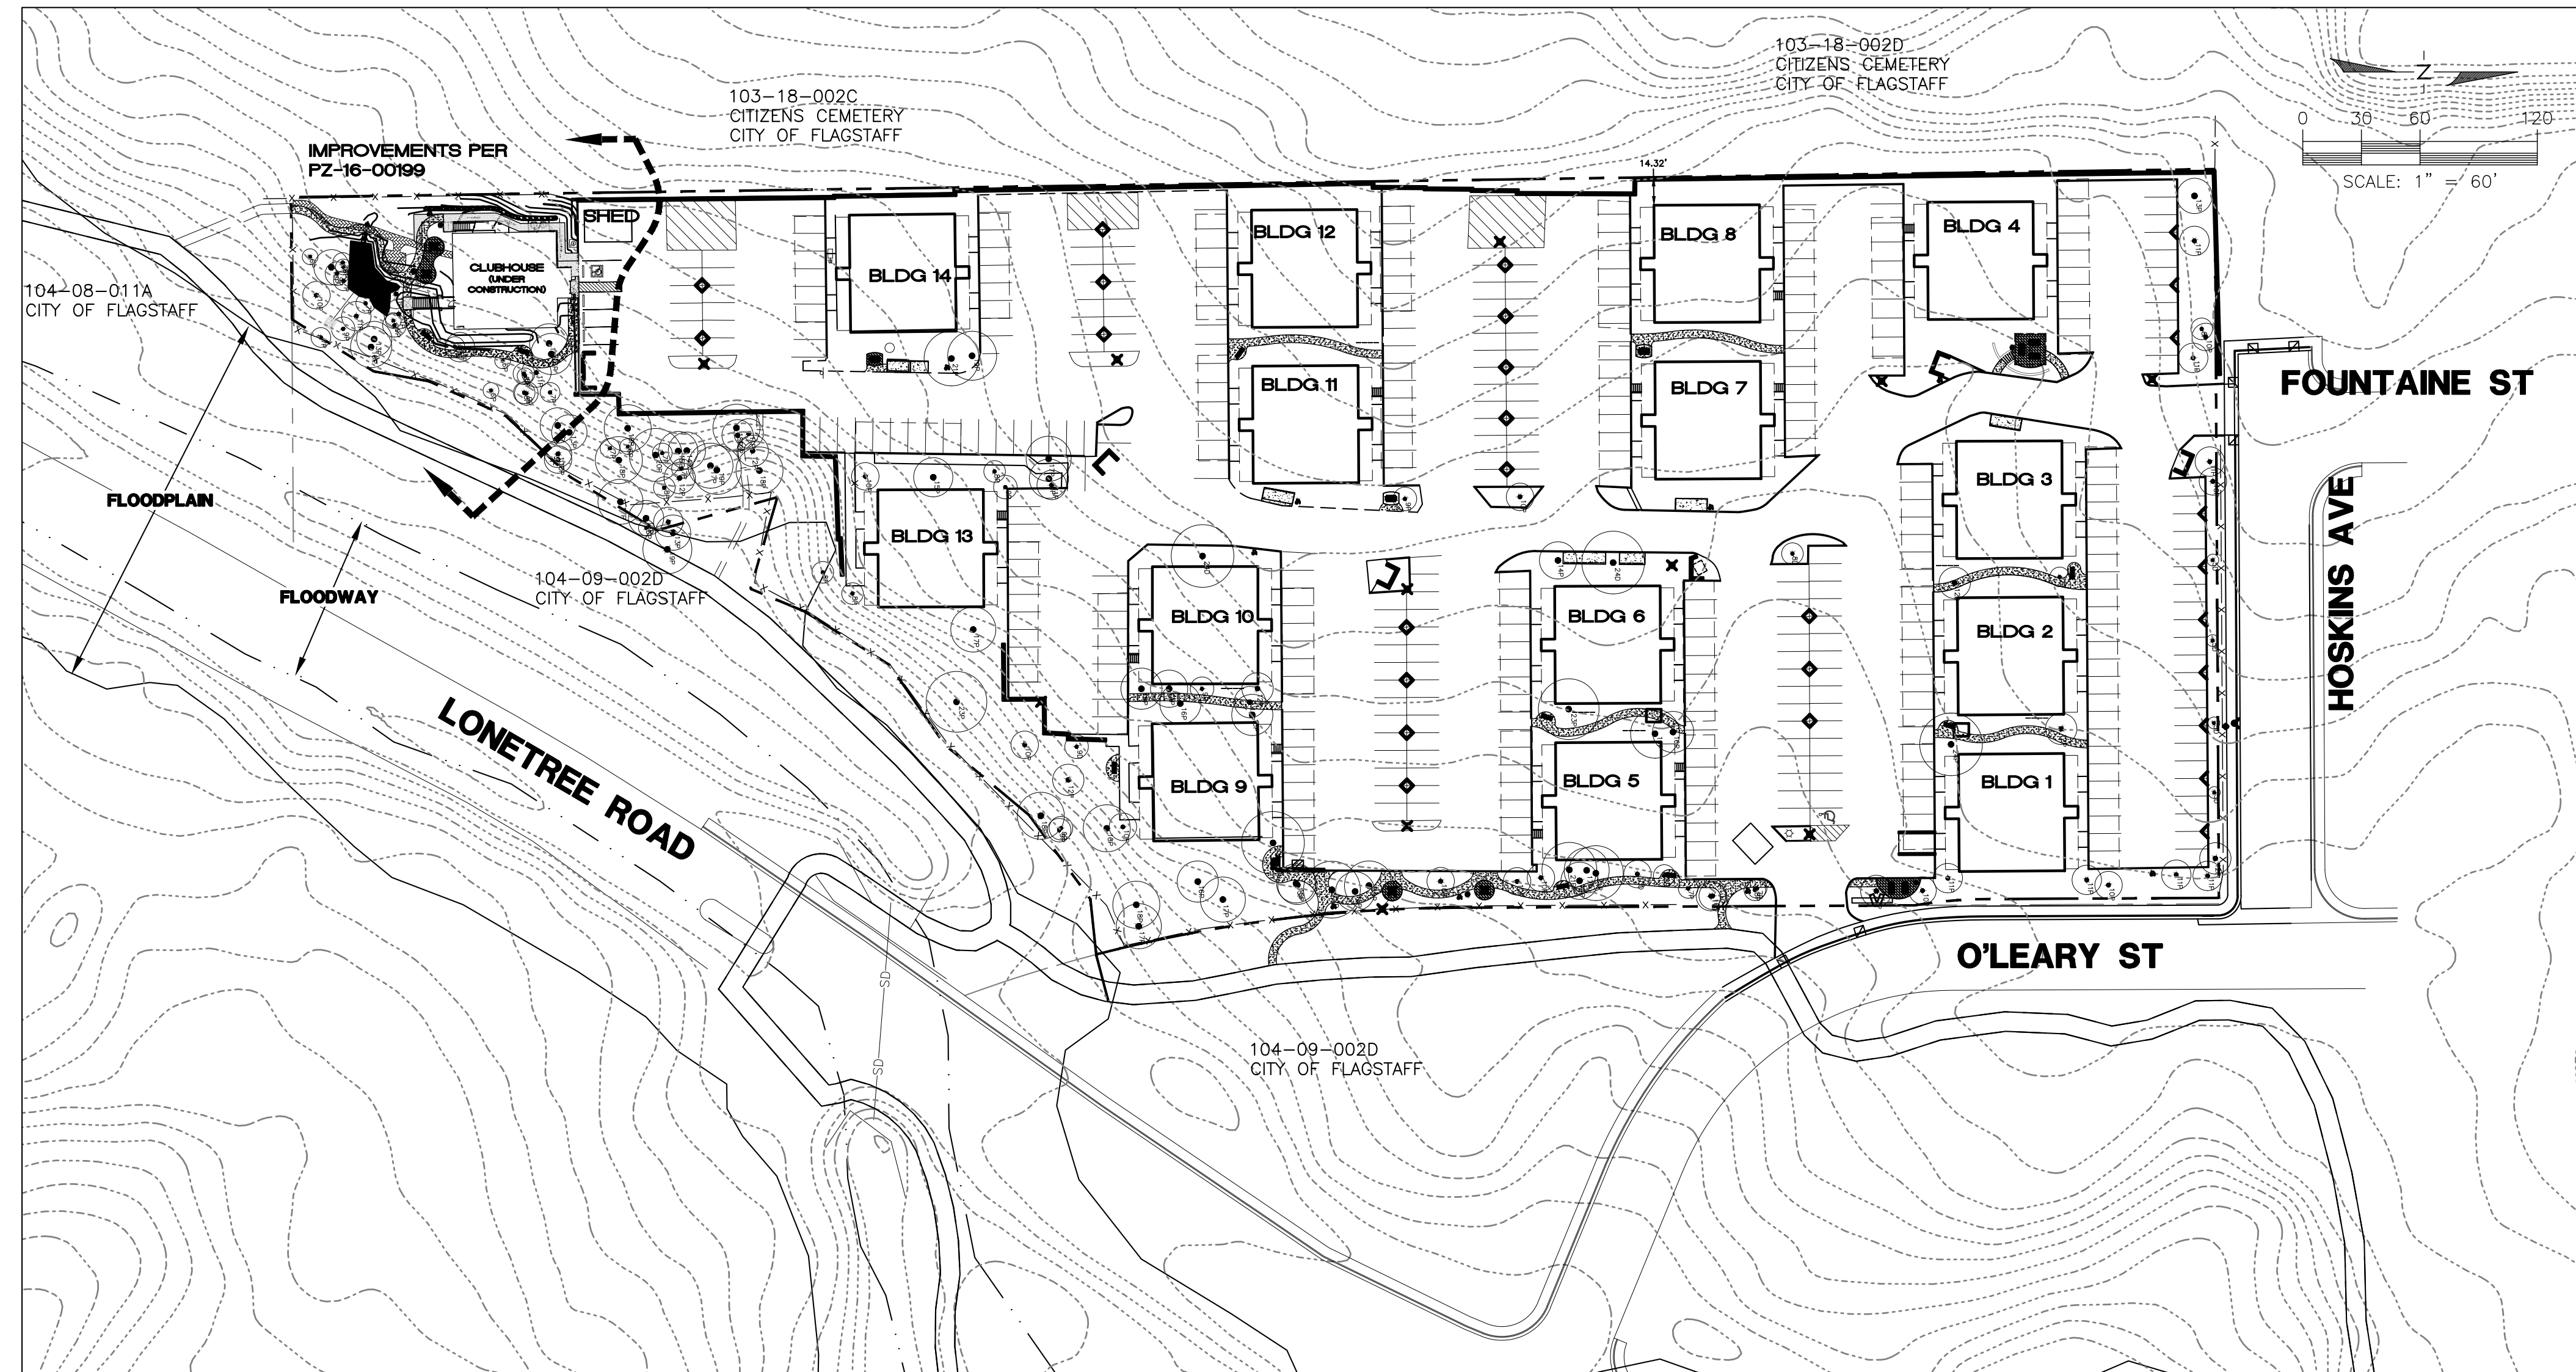 103-18-002D
CITIZENS CEMETERY
CITY OF FLAGSTAFF
Z
0 30 60 120
SCALE: 1" = 60'
103-18-002C
CITIZENS CEMETERY
CITY OF FLAGSTAFF
IMPROVEMENTS PER
PZ-16-00199
14.32'
SHED
CLUBHOUSE
(UNDER
CONSTRUCTION)
BLDG 14
BLDG 12
BLDG 8
BLDG 4
104-08-011A
CITY OF FLAGSTAFF
BLDG 11
BLDG 7
FOUNTAINE ST
HOSKINS AVE
FLOODPLAIN
BLDG 13
BLDG 3
FLOODWAY
104-09-002D
CITY OF FLAGSTAFF
BLDG 10
BLDG 6
BLDG 2
LONETREE ROAD
BLDG 9
BLDG 5
BLDG 1
SD
SD
O'LEARY ST
104-09-002D
CITY OF FLAGSTAFF